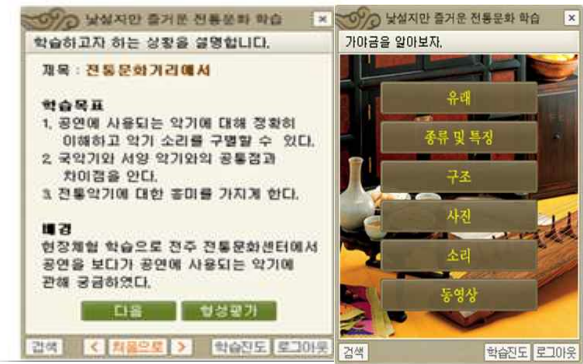 낯설지만 즐거운 전통문화 학습
학습하고자 하는 상황을 설명합니다.
제목 : 전통문화거리에서
학습목표
1. 공연에 사용되는 악기에 대해 정확히
이해하고 악기 소리를 구별할 수 있다.
2. 국악기와 서양 악기와의 공통점과
차이점을 안다.
3. 전통악기에 대한 흥미를 가지게 한다.
배경
현장체험 학습으로 전주 전통문화센터에서
공연을 보다가 공연에 사용되는 악기에
관해 궁금하였다.
다음 형성평가
검색 < 처음으로 > 학습진도 로그아웃
낯설지만 즐거운 전통문화 학습
가야금을 알아보자.
유래
종류 및 특징
구조
사진
소리
동영상
검색 학습진도 로그아웃